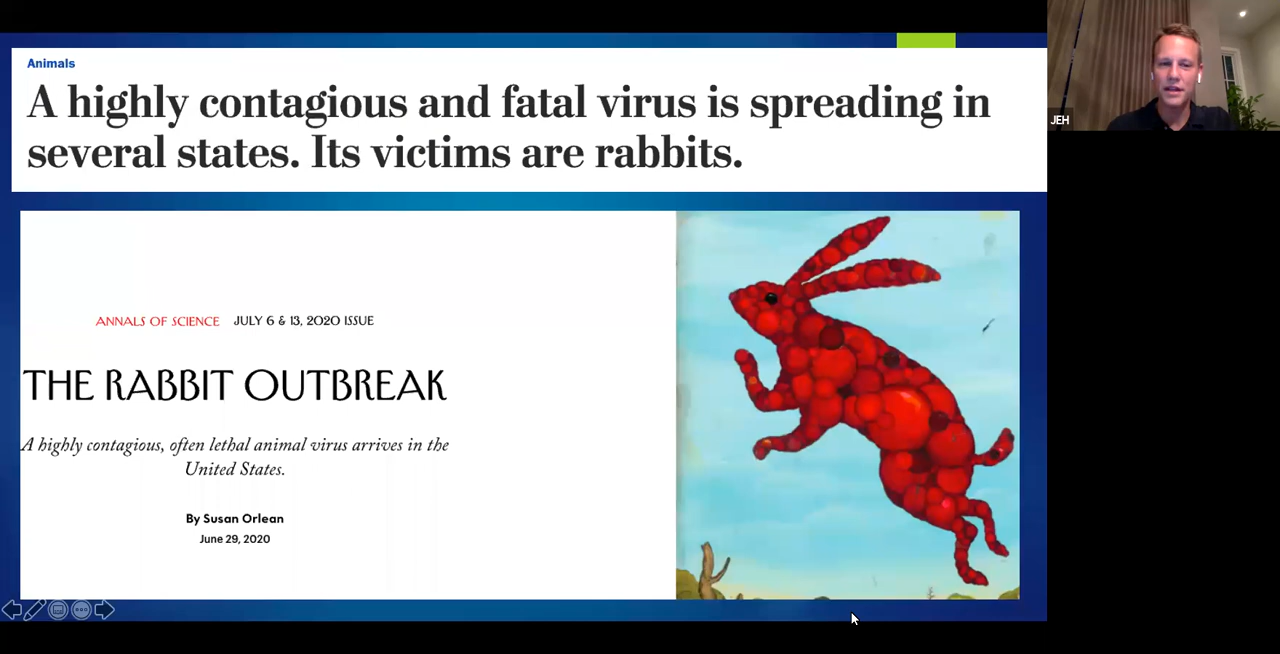 Animals
A highly contagious and fatal virus is spreading in
several states. Its victims are rabbits.
JEH
ANNALS OF SCIENCE JULY 6 & 13, 2020 ISSUE
THE RABBIT OUTBREAK
A highly contagious, often lethal animal virus arrives in the
United States.
By Susan Orlean
June 29, 2020